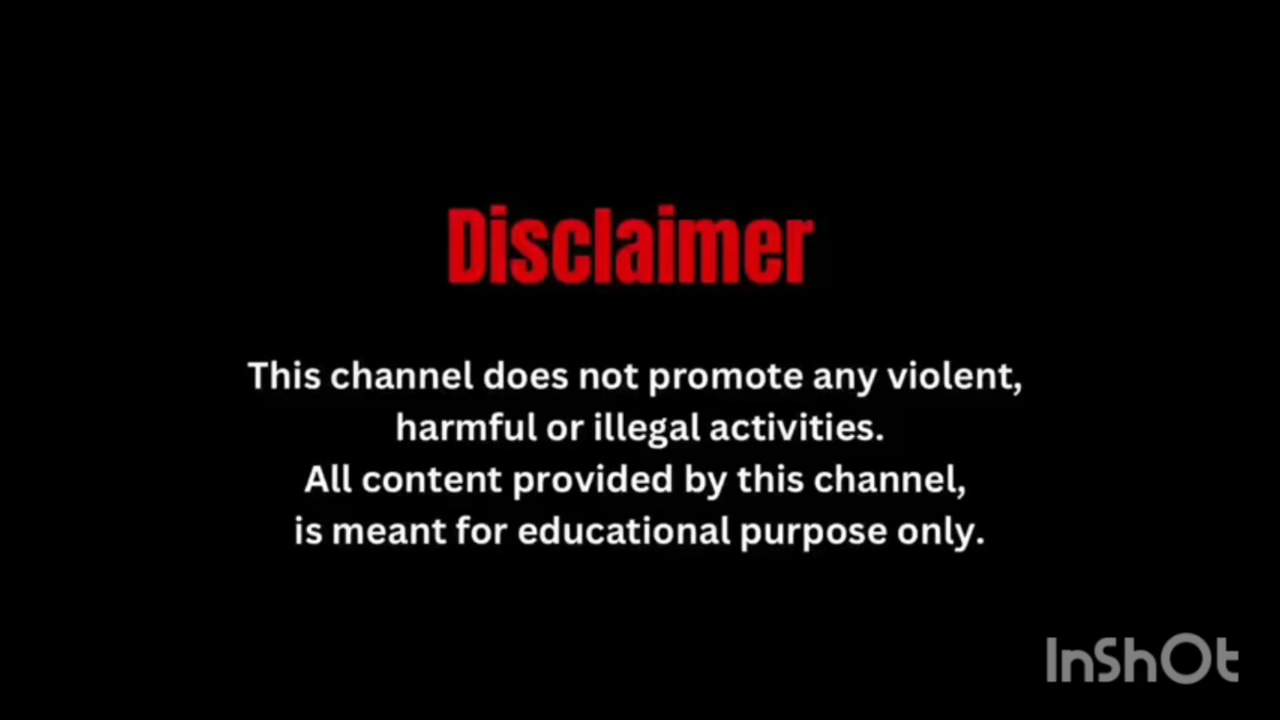 Disclaimer
This channel does not promote any violent,
harmful or illegal activities.
All content provided by this channel,
is meant for educational purpose only.
InShOt